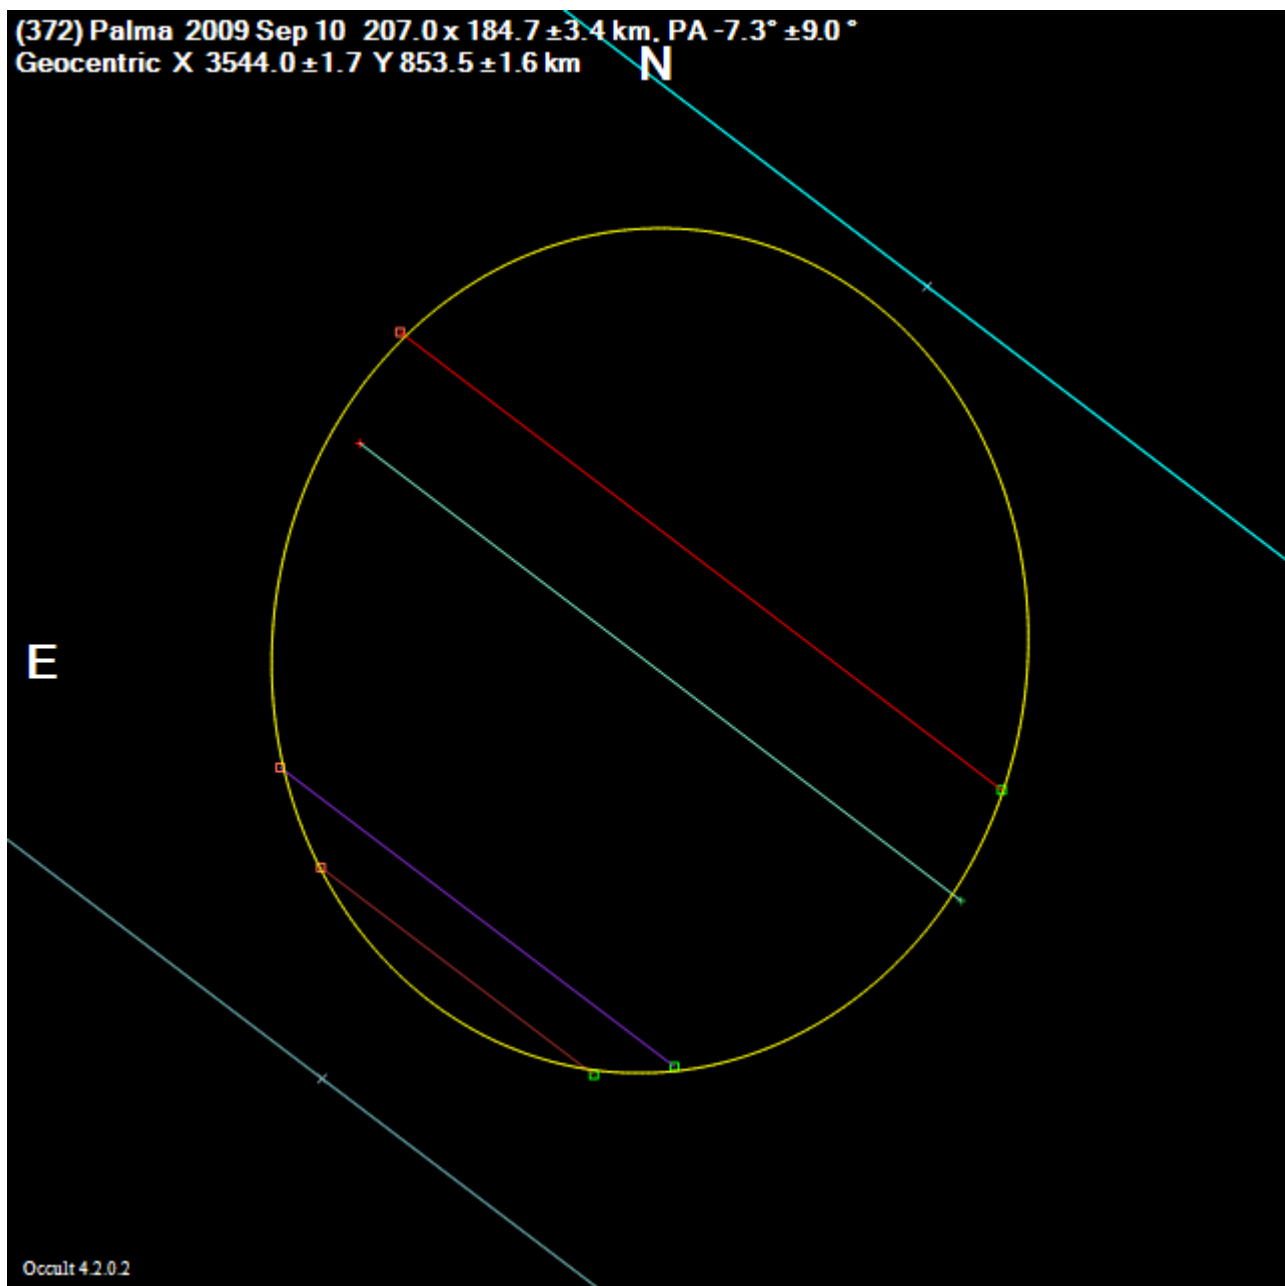 (372) Palma 2009 Sep 10 207.0 x 184.7 ±3.4 km, PA -7.3° ±9.0 °
Geocentric X 3544.0 ±1.7 Y 853.5 ±1.6 km
N
E
Occult 4.2.0.2